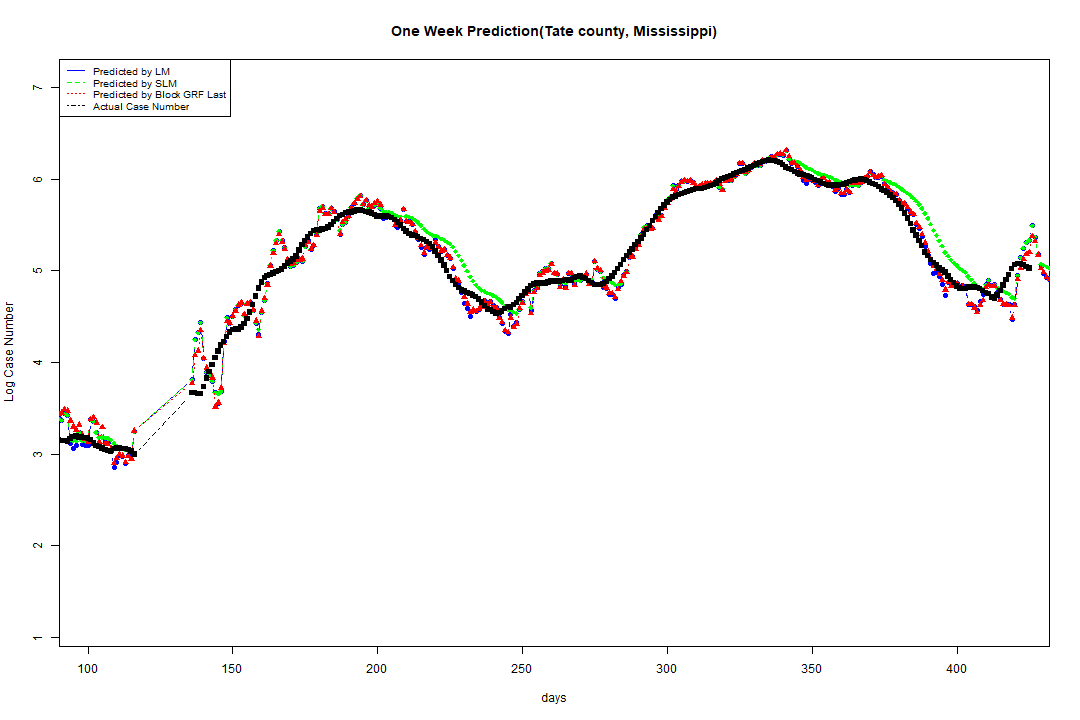 One Week Prediction(Tate county, Mississippi)
Predicted by LM
Predicted by SLM
Predicted by Block GRF Last
Actual Case Number
7
6
5
4
3
2
1
Log Case Number
100 150 200 250 300 350 400
days